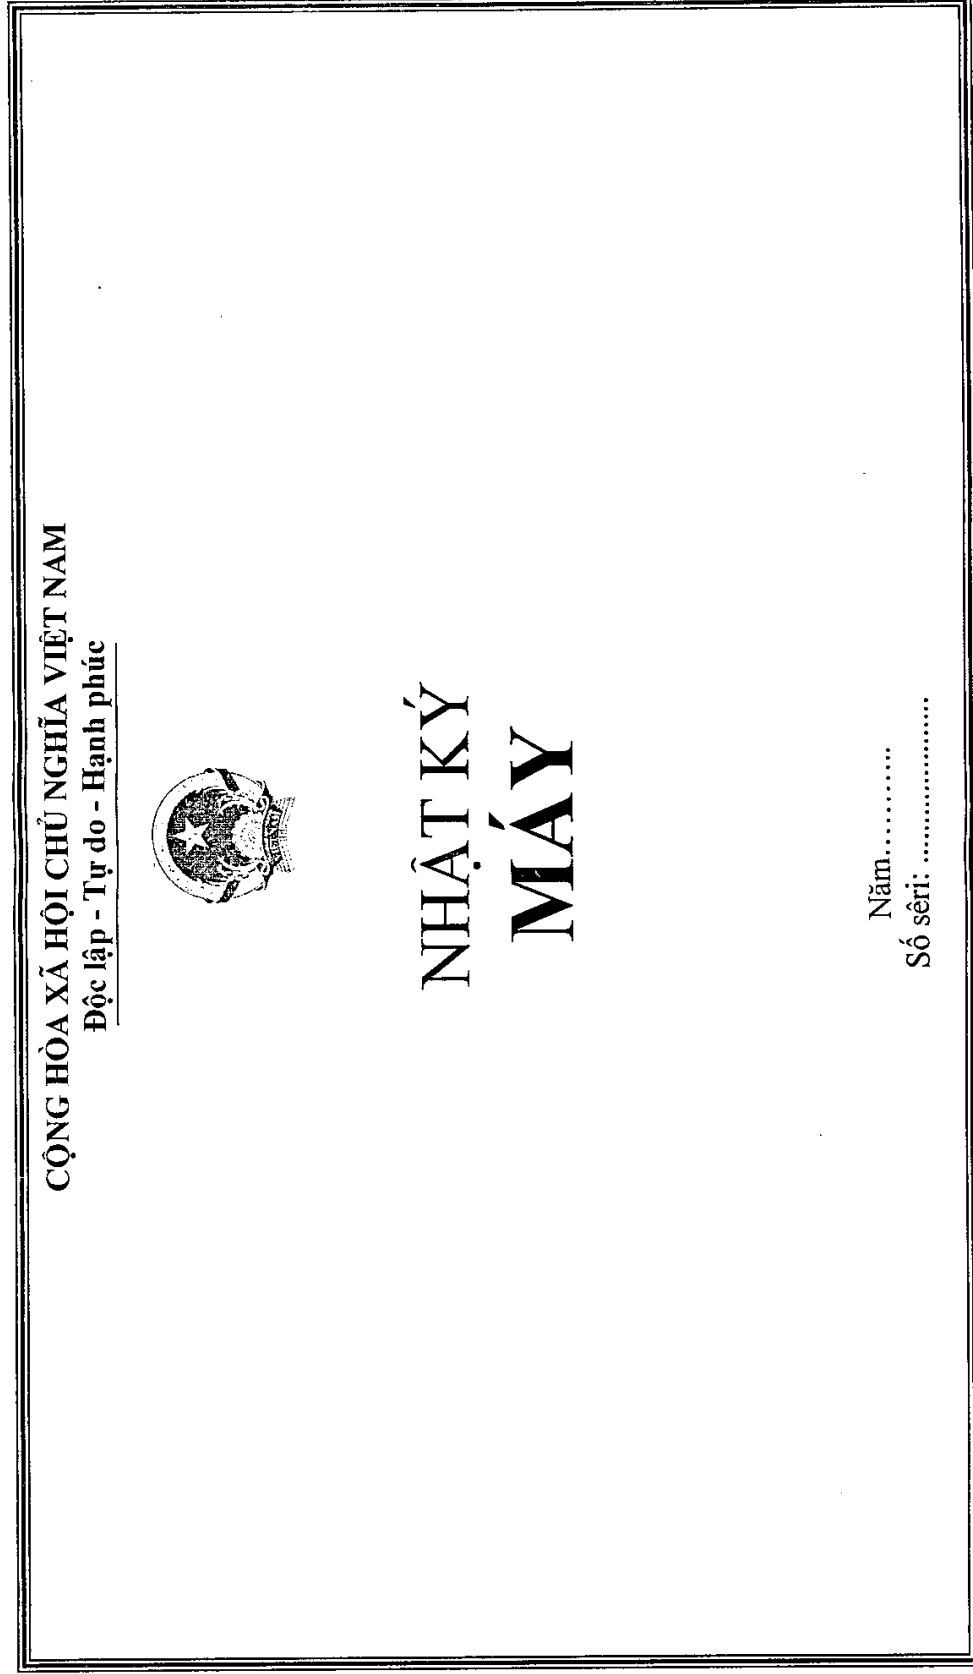 CỘNG HÒA XÃ HỘI CHỦ NGHĨA VIỆT NAM
Độc lập - Tự do - Hạnh phúc
NHẬT KÝ
MÁY
Năm...........
Số sêri: ......................